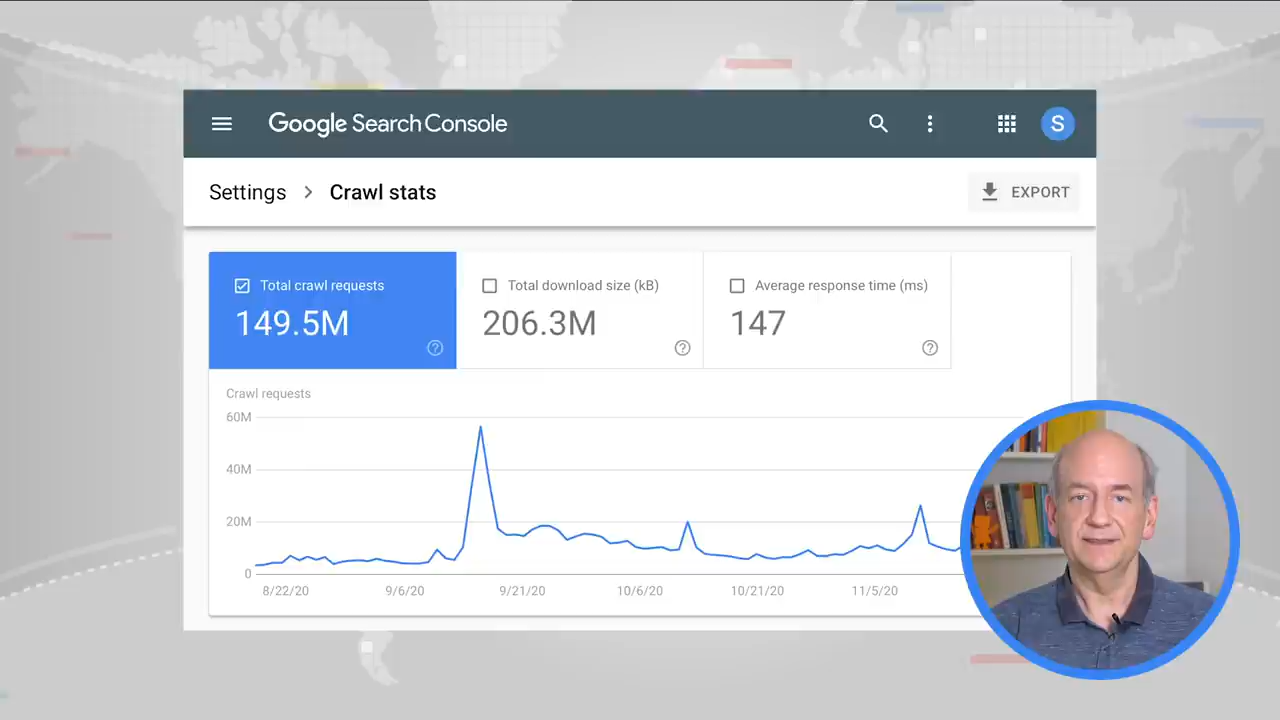 Google Search Console
S
Settings > Crawl stats
EXPORT
Total crawl requests
149.5M
Total download size (kB)
206.3M
Average response time (ms)
147
Crawl requests
60M
40M
20M
0
8/22/20 9/6/20 9/21/20 10/6/20 10/21/20 11/5/20